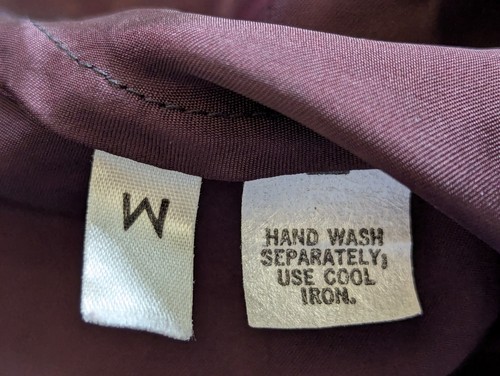 M
HAND WASH
SEPARATELY,
USE COOL
IRON.